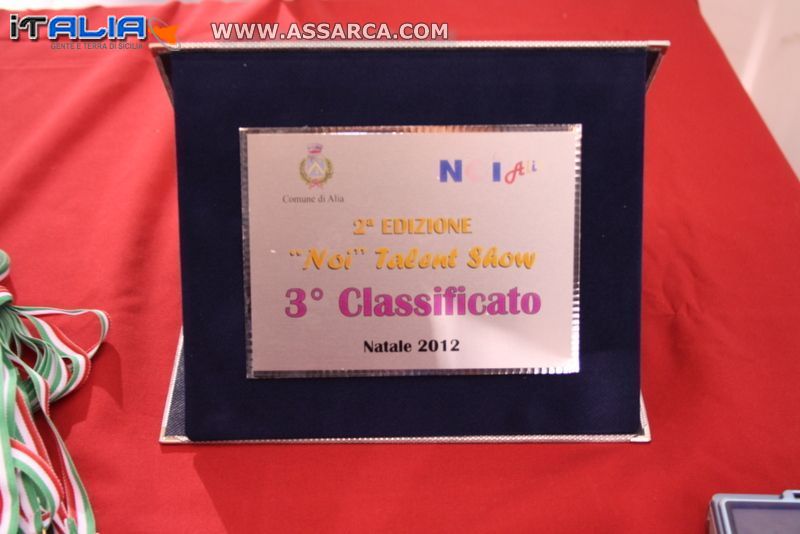 iTALIA
GENTE E TERRA DI SICILIA
WWW.ASSARCA.COM
Comune di Alia
NOI Ali
2ª EDIZIONE
“Noi” Talent Show
3° Classificato
Natale 2012